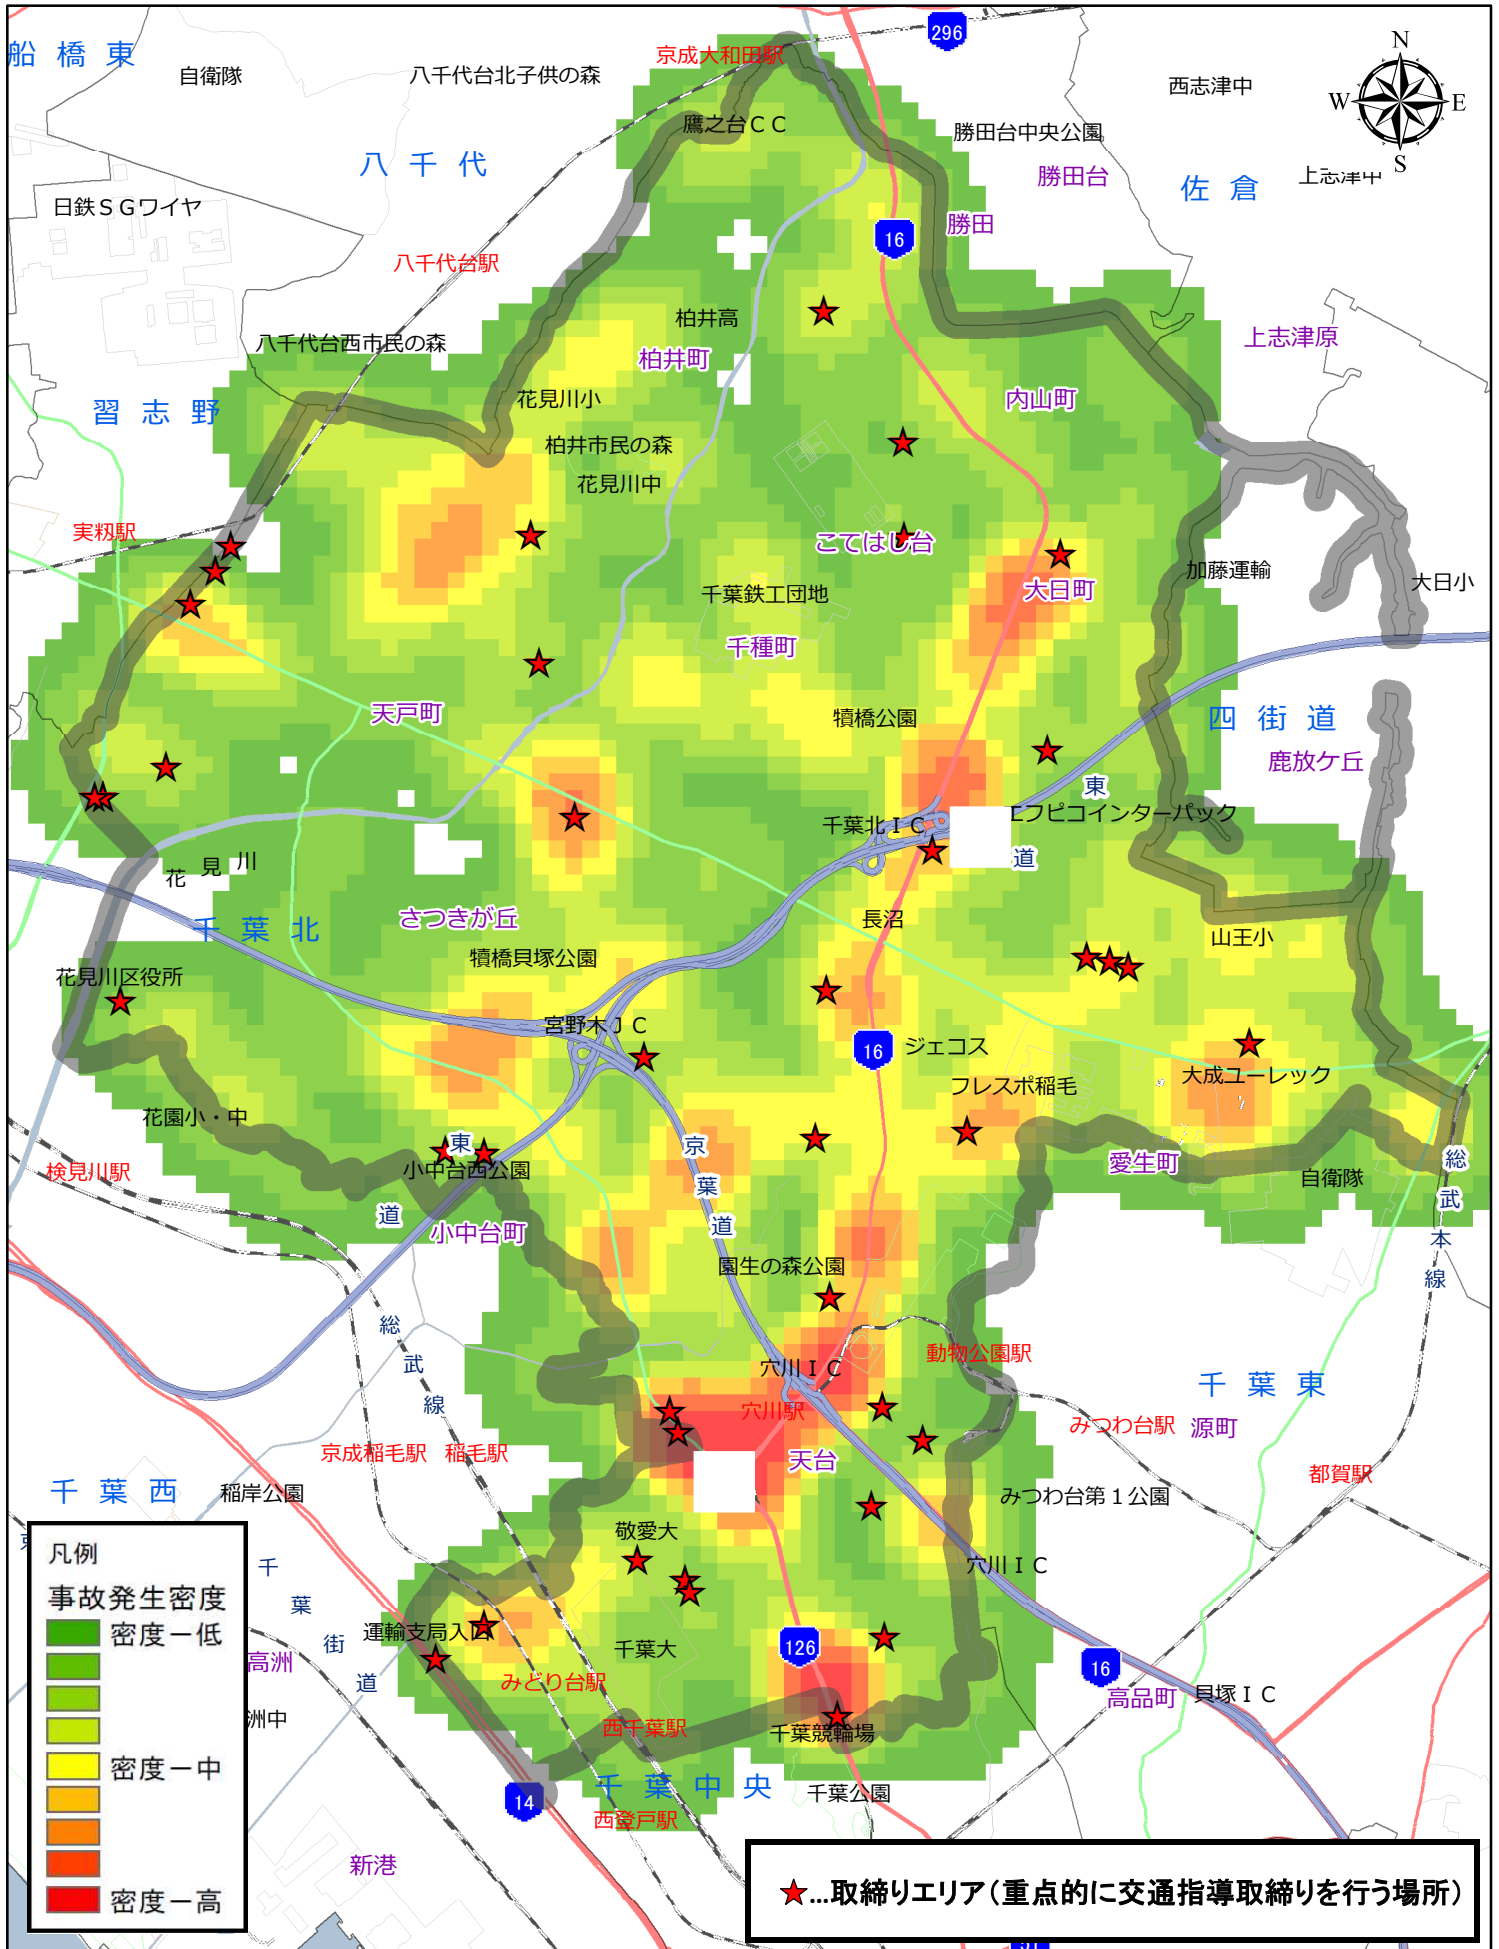 船橋東
自衛隊
八千代台北子供の森
京成大和田駅
296
西志津中
N
W
E
S
鷹之台ＣＣ
勝田台中央公園
八千代
勝田台
佐倉
上志津中
日鉄ＳＧワイヤ
勝田
16
八千代台駅
柏井高
八千代台西市民の森
柏井町
上志津原
花見川小
内山町
習志野
柏井市民の森
花見川中
実籾駅
こてはし台
加藤運輸
大日小
千葉鉄工団地
大日町
千種町
天戸町
犢橋公園
四街道
鹿放ケ丘
東
エフピコインターパック
千葉北ＩＣ
道
花見川
千葉北
さつきが丘
長沼
山王小
犢橋貝塚公園
花見川区役所
宮野木ＪＣ
16
ジェコス
フレスポ稲毛
大成ユーレック
花園小・中
東
小中台西公園
京
葉
道
愛生町
検見川駅
自衛隊
総
武
本
線
道
小中台町
園生の森公園
総
武
線
穴川ＩＣ
動物公園駅
千葉東
穴川駅
みつわ台駅
源町
京成稲毛駅
稲毛駅
天台
都賀駅
千葉西
稲岸公園
みつわ台第１公園
敬愛大
穴川ＩＣ
凡例
事故発生密度
密度－低
密度－中
密度－高
千
葉
街
道
運輸支局入口
千葉大
126
16
高洲
みどり台駅
高品町
貝塚ＩＣ
洲中
西千葉駅
千葉競輪場
14
千葉中央
千葉公園
西登戸駅
新港
★…取締りエリア（重点的に交通指導取締りを行う場所）